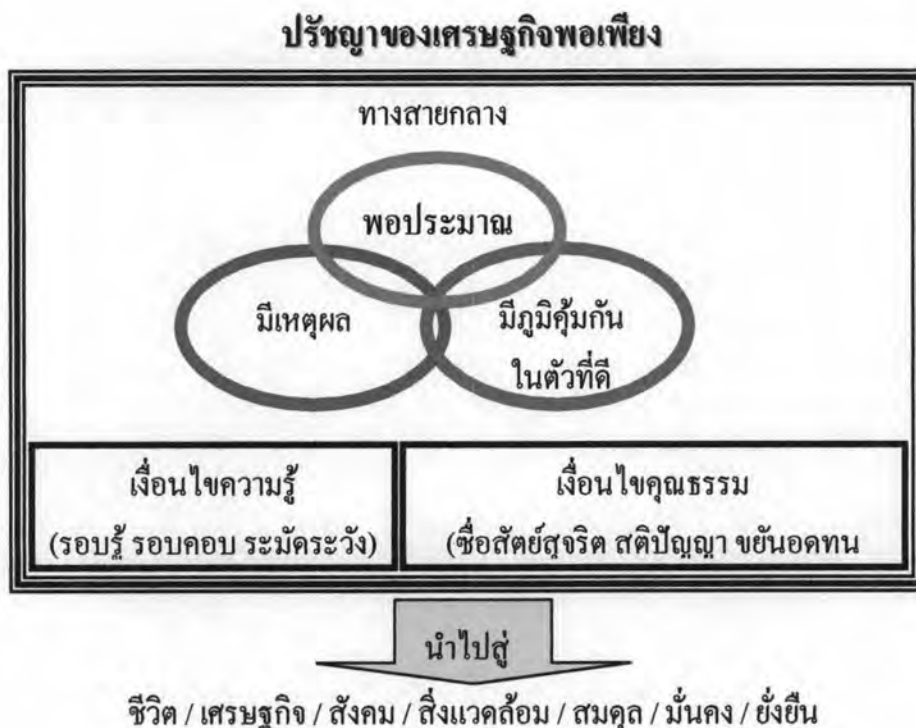 ปรัชญาของเศรษฐกิจพอเพียง
ทางสายกลาง
พอประมาณ
มีเหตุผล
มีภูมิคุ้มกัน
ในตัวที่ดี
เงื่อนไขความรู้
(รอบรู้ รอบคอบ ระมัดระวัง)
เงื่อนไขคุณธรรม
(ซื่อสัตย์สุจริต สติปัญญา ขยันอดทน
นำไปสู่
ชีวิต / เศรษฐกิจ / สังคม / สิ่งแวดล้อม / สมดุล / มั่นคง / ยั่งยืน